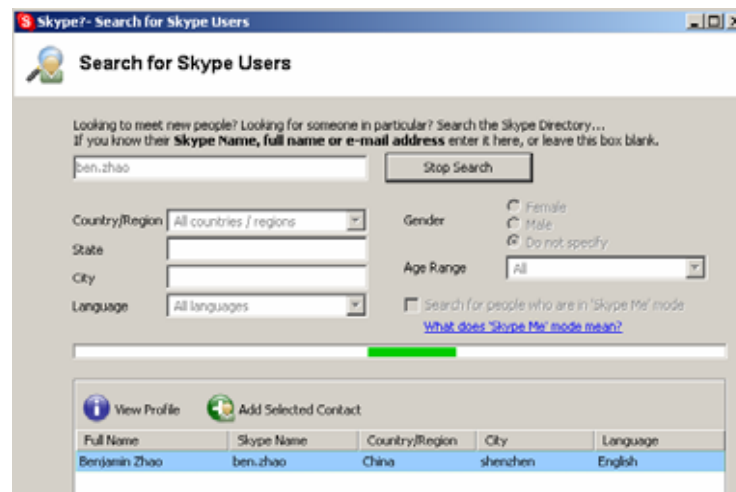 Skype?- Search for Skype Users
Search for Skype Users
Looking to meet new people? Looking for someone in particular? Search the Skype Directory...
If you know their Skype Name, full name or e-mail address enter it here, or leave this box blank.
ben.zhao
Stop Search
Country/Region All countries / regions
State
City
Language All languages
Gender
Female
Male
Do not specify
Age Range All
Search for people who are in 'Skype Me' mode
What does 'Skype Me' mode mean?
View Profile Add Selected Contact
Full Name Skype Name Country/Region City Language
Benjamin Zhao ben.zhao China shenzhen English